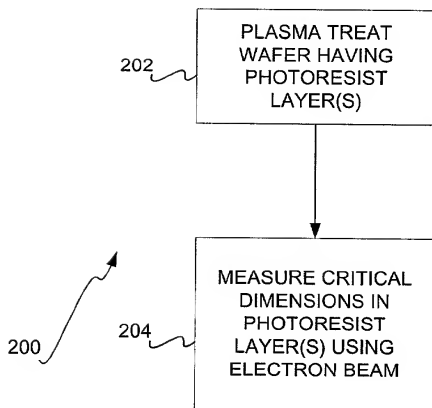 PLASMA TREAT
WAFER HAVING
PHOTORESIST
LAYER(S)
202
MEASURE CRITICAL
DIMENSIONS IN
PHOTORESIST
LAYER(S) USING
ELECTRON BEAM
204
200